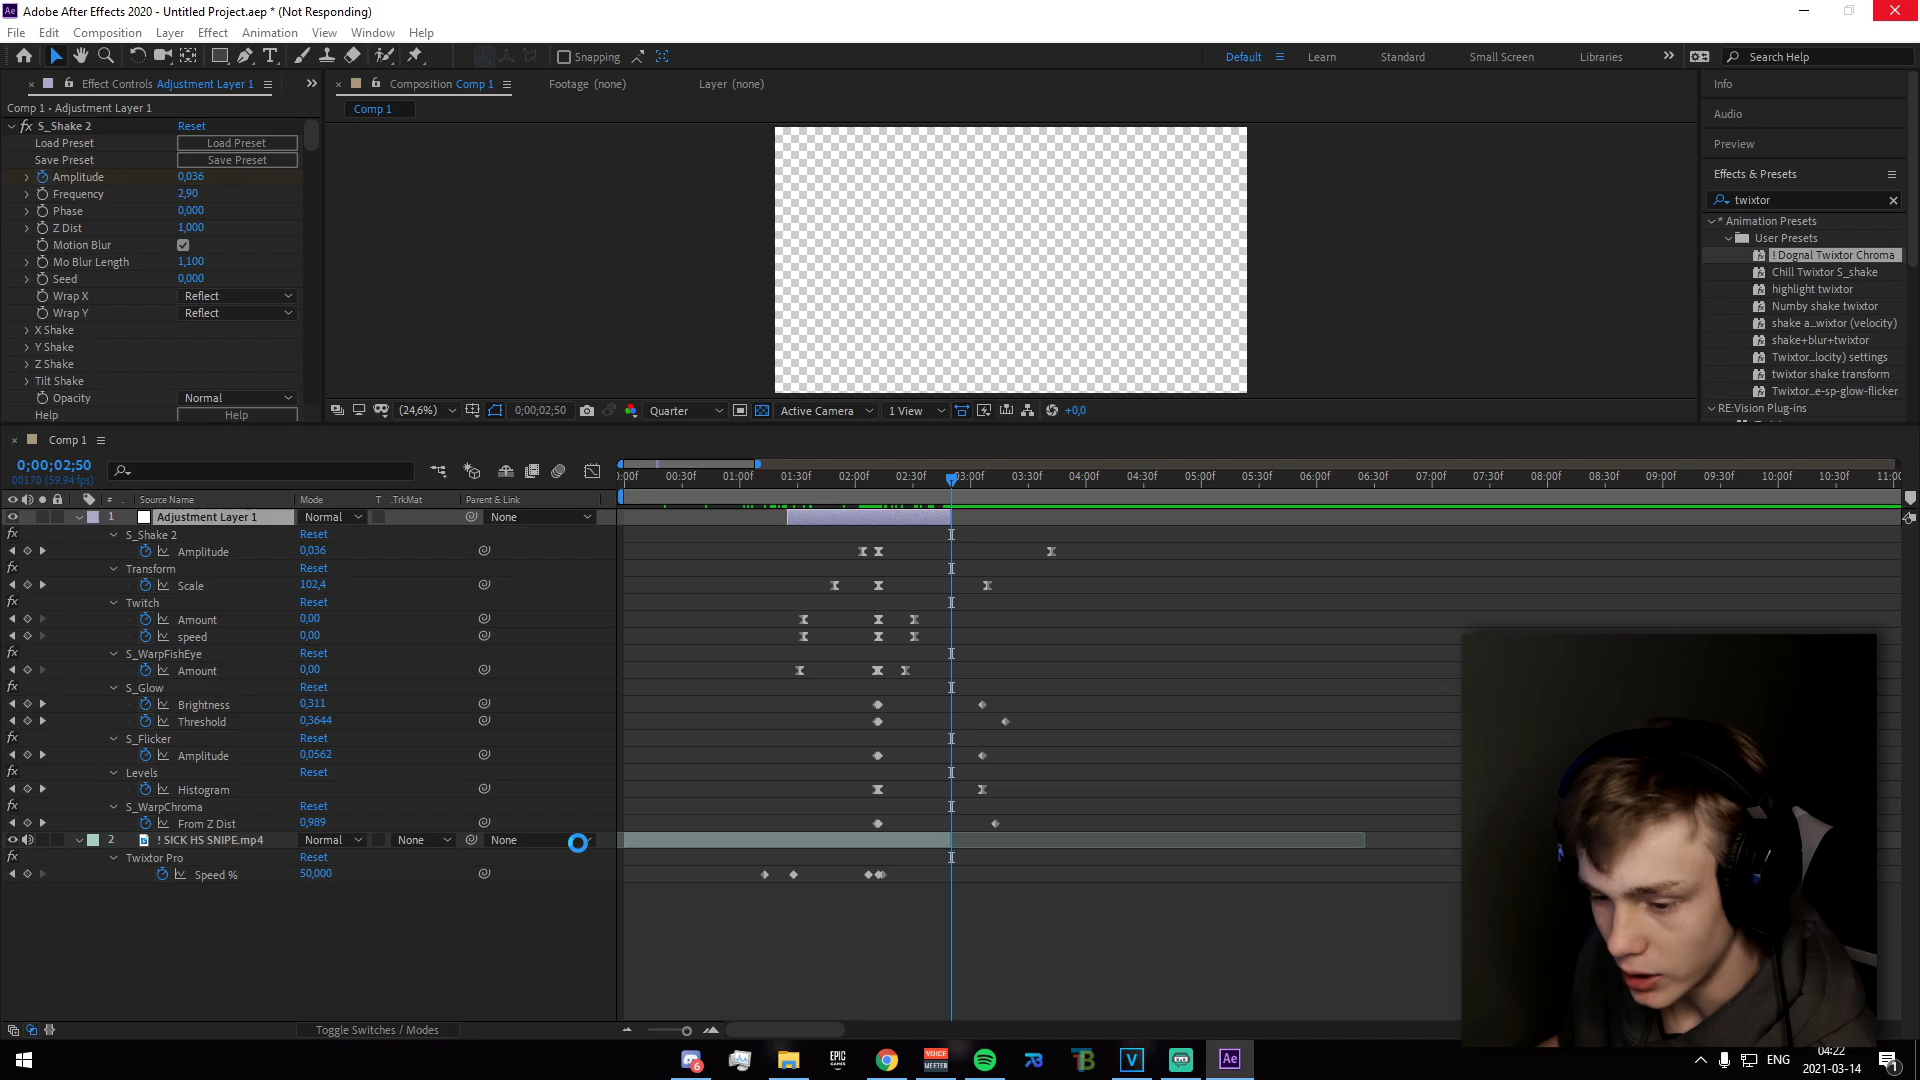 Adobe After Effects 2020 - Untitled Project.aep * (Not Responding)
File Edit Composition Layer Effect Animation View Window Help
Snapping Default Learn Standard Small Screen Libraries Search Help
Effect Controls Adjustment Layer 1
Comp 1 • Adjustment Layer 1
S_Shake 2 Reset
Load Preset Load Preset
Save Preset Save Preset
Amplitude 0,036
Frequency 2,90
Phase 0,000
Z Dist 1,000
Motion Blur
Mo Blur Length 1,100
Seed 0,000
Wrap X Reflect
Wrap Y Reflect
X Shake
Y Shake
Z Shake
Tilt Shake
Opacity Normal
Help Help
Composition Comp 1 Footage (none) Layer (none)
Comp 1
(24,6%) 0;00;02;50 Quarter Active Camera 1 View +0,0
Info
Audio
Preview
Effects & Presets
twixtor
* Animation Presets
User Presets
! Dognal Twixtor Chroma
Chill Twixtor S_shake
highlight twixtor
Numby shake twixtor
shake a...wixtor (velocity)
shake+blur+twixtor
Twixtor...locity) settings
twixtor shake transform
Twixtor...e-sp-glow-flicker
RE:Vision Plug-ins
Comp 1
0;00;02;50
00170 (59.94 fps)
:00f 00:30f 01:00f 01:30f 02:00f 02:30f 03:00f 03:30f 04:00f 04:30f 05:00f 05:30f 06:00f 06:30f 07:00f 07:30f 08:00f 08:30f 09:00f 09:30f 10:00f 10:30f 11:00
# Source Name Mode T .TrkMat Parent & Link
1 Adjustment Layer 1 Normal None
S_Shake 2 Reset
Amplitude 0,036
Transform Reset
Scale 102,4
Twitch Reset
Amount 0,00
speed 0,00
S_WarpFishEye Reset
Amount 0,00
S_Glow Reset
Brightness 0,311
Threshold 0,3644
S_Flicker Reset
Amplitude 0,0562
Levels Reset
Histogram
S_WarpChroma Reset
From Z Dist 0,989
2 ! SICK HS SNIPE.mp4 Normal None None
Twixtor Pro Reset
Speed % 50,000
Toggle Switches / Modes
6 EPIC GAMES VOICE MEETER V Ae
ENG 04:22
2021-03-14
1